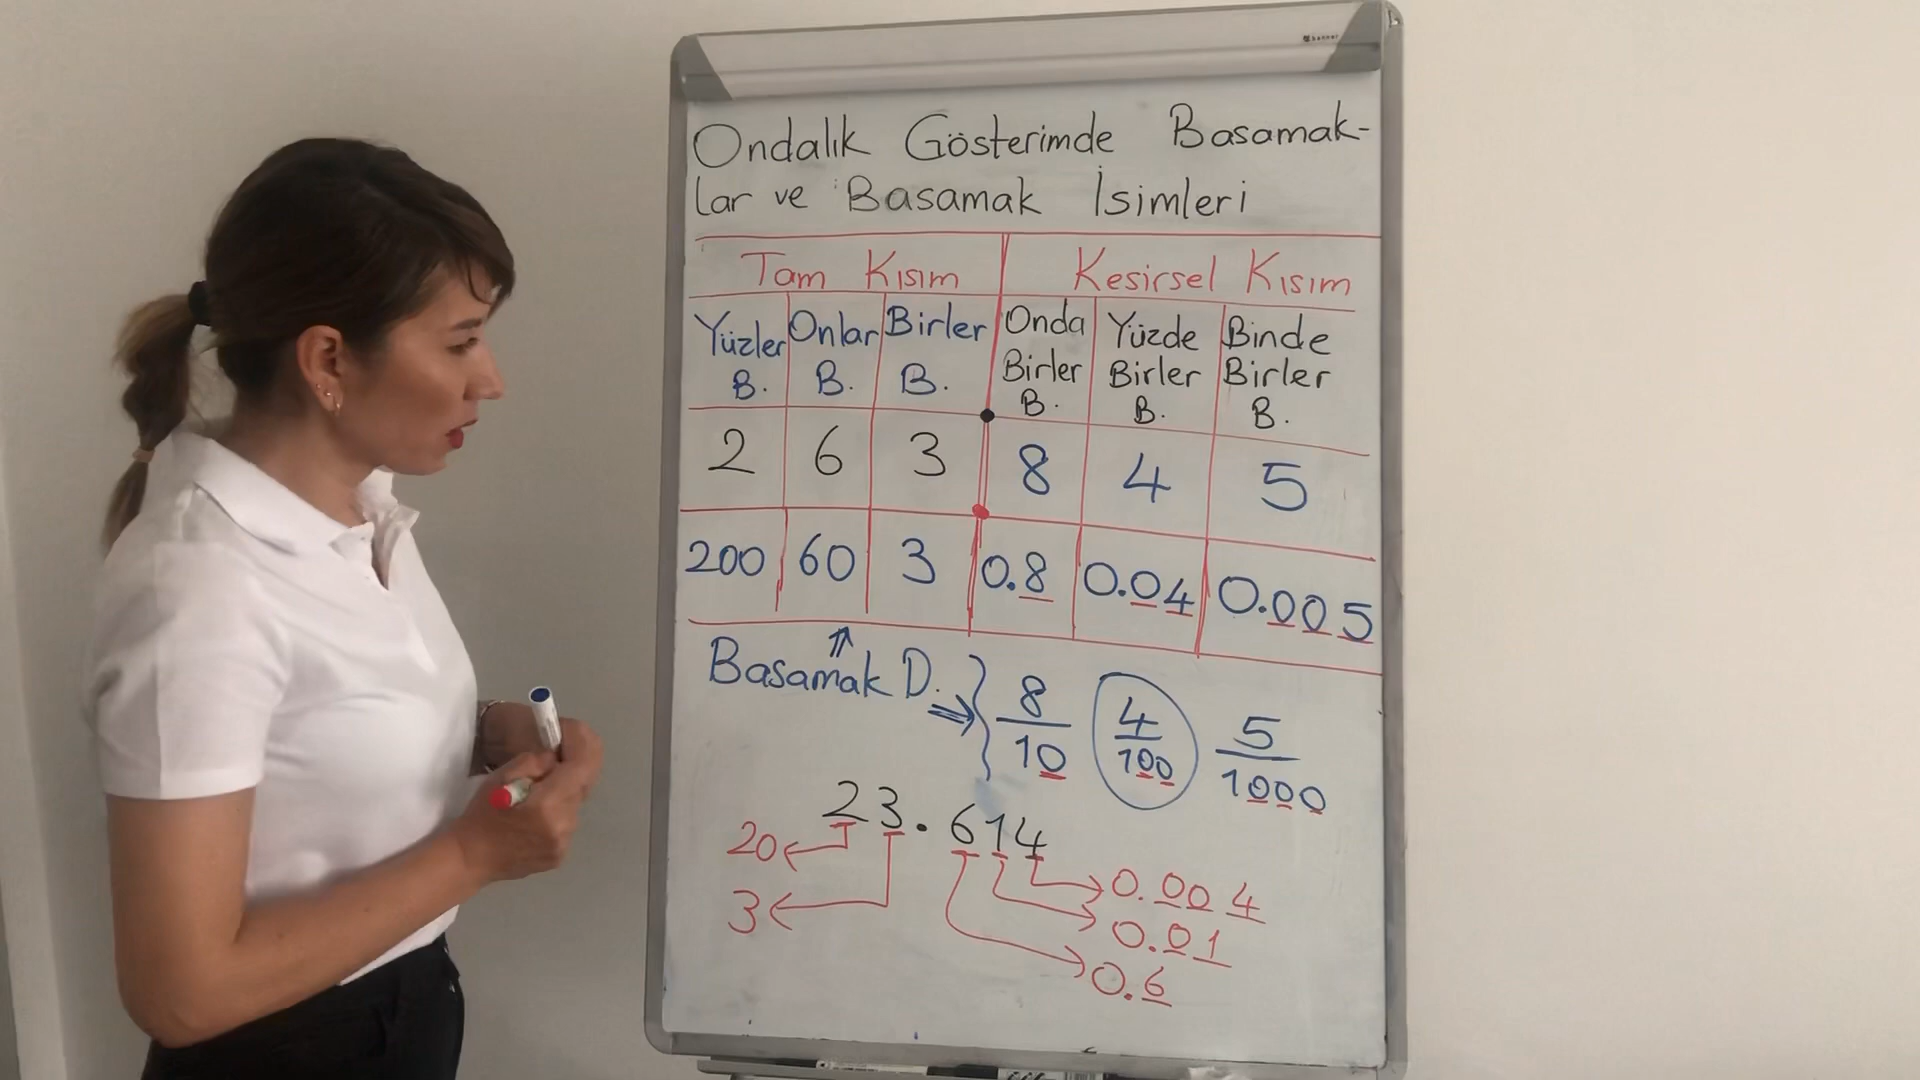 Ondalık Gösterimde Basamak-
lar ve Basamak İsimleri
Tam Kısım Kesirsel Kısım
Yüzler B. Onlar B. Birler B. Onda Birler B. Yüzde Birler B. Binde Birler B.
2 6 3 8 4 5
200 60 3 0.8 0.04 0.005
Basamak D. ⇒ } 8/10 4/100 5/1000
⇑
23.614
20
3
0.004
0.01
0.6